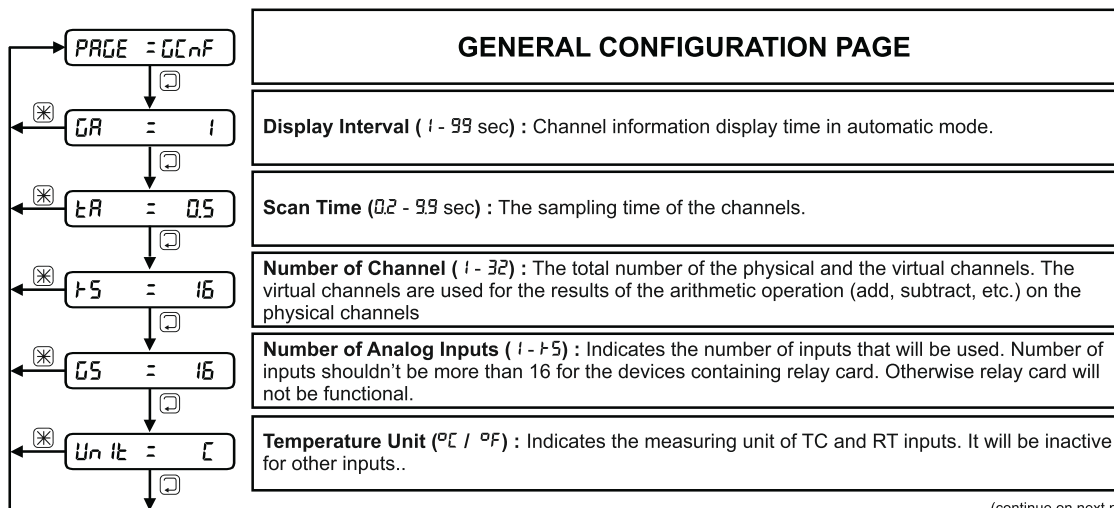 PAGE = GCnF
GENERAL CONFIGURATION PAGE
GA = 1
Display Interval ( 1 - 99 sec) : Channel information display time in automatic mode.
tA = 0.5
Scan Time (0.2 - 9.9 sec) : The sampling time of the channels.
Number of Channel ( 1 - 32) : The total number of the physical and the virtual channels. The
virtual channels are used for the results of the arithmetic operation (add, subtract, etc.) on the
physical channels
= 16
Number of Analog Inputs ( 1 - ) : Indicates the number of inputs that will be used. Number of
inputs shouldn't be more than 16 for the devices containing relay card. Otherwise relay card will
not be functional.
GS = 16
Unit = C
Temperature Unit (ºC / ºF) : Indicates the measuring unit of TC and RT inputs. It will be inactive
for other inputs..
(continue on next